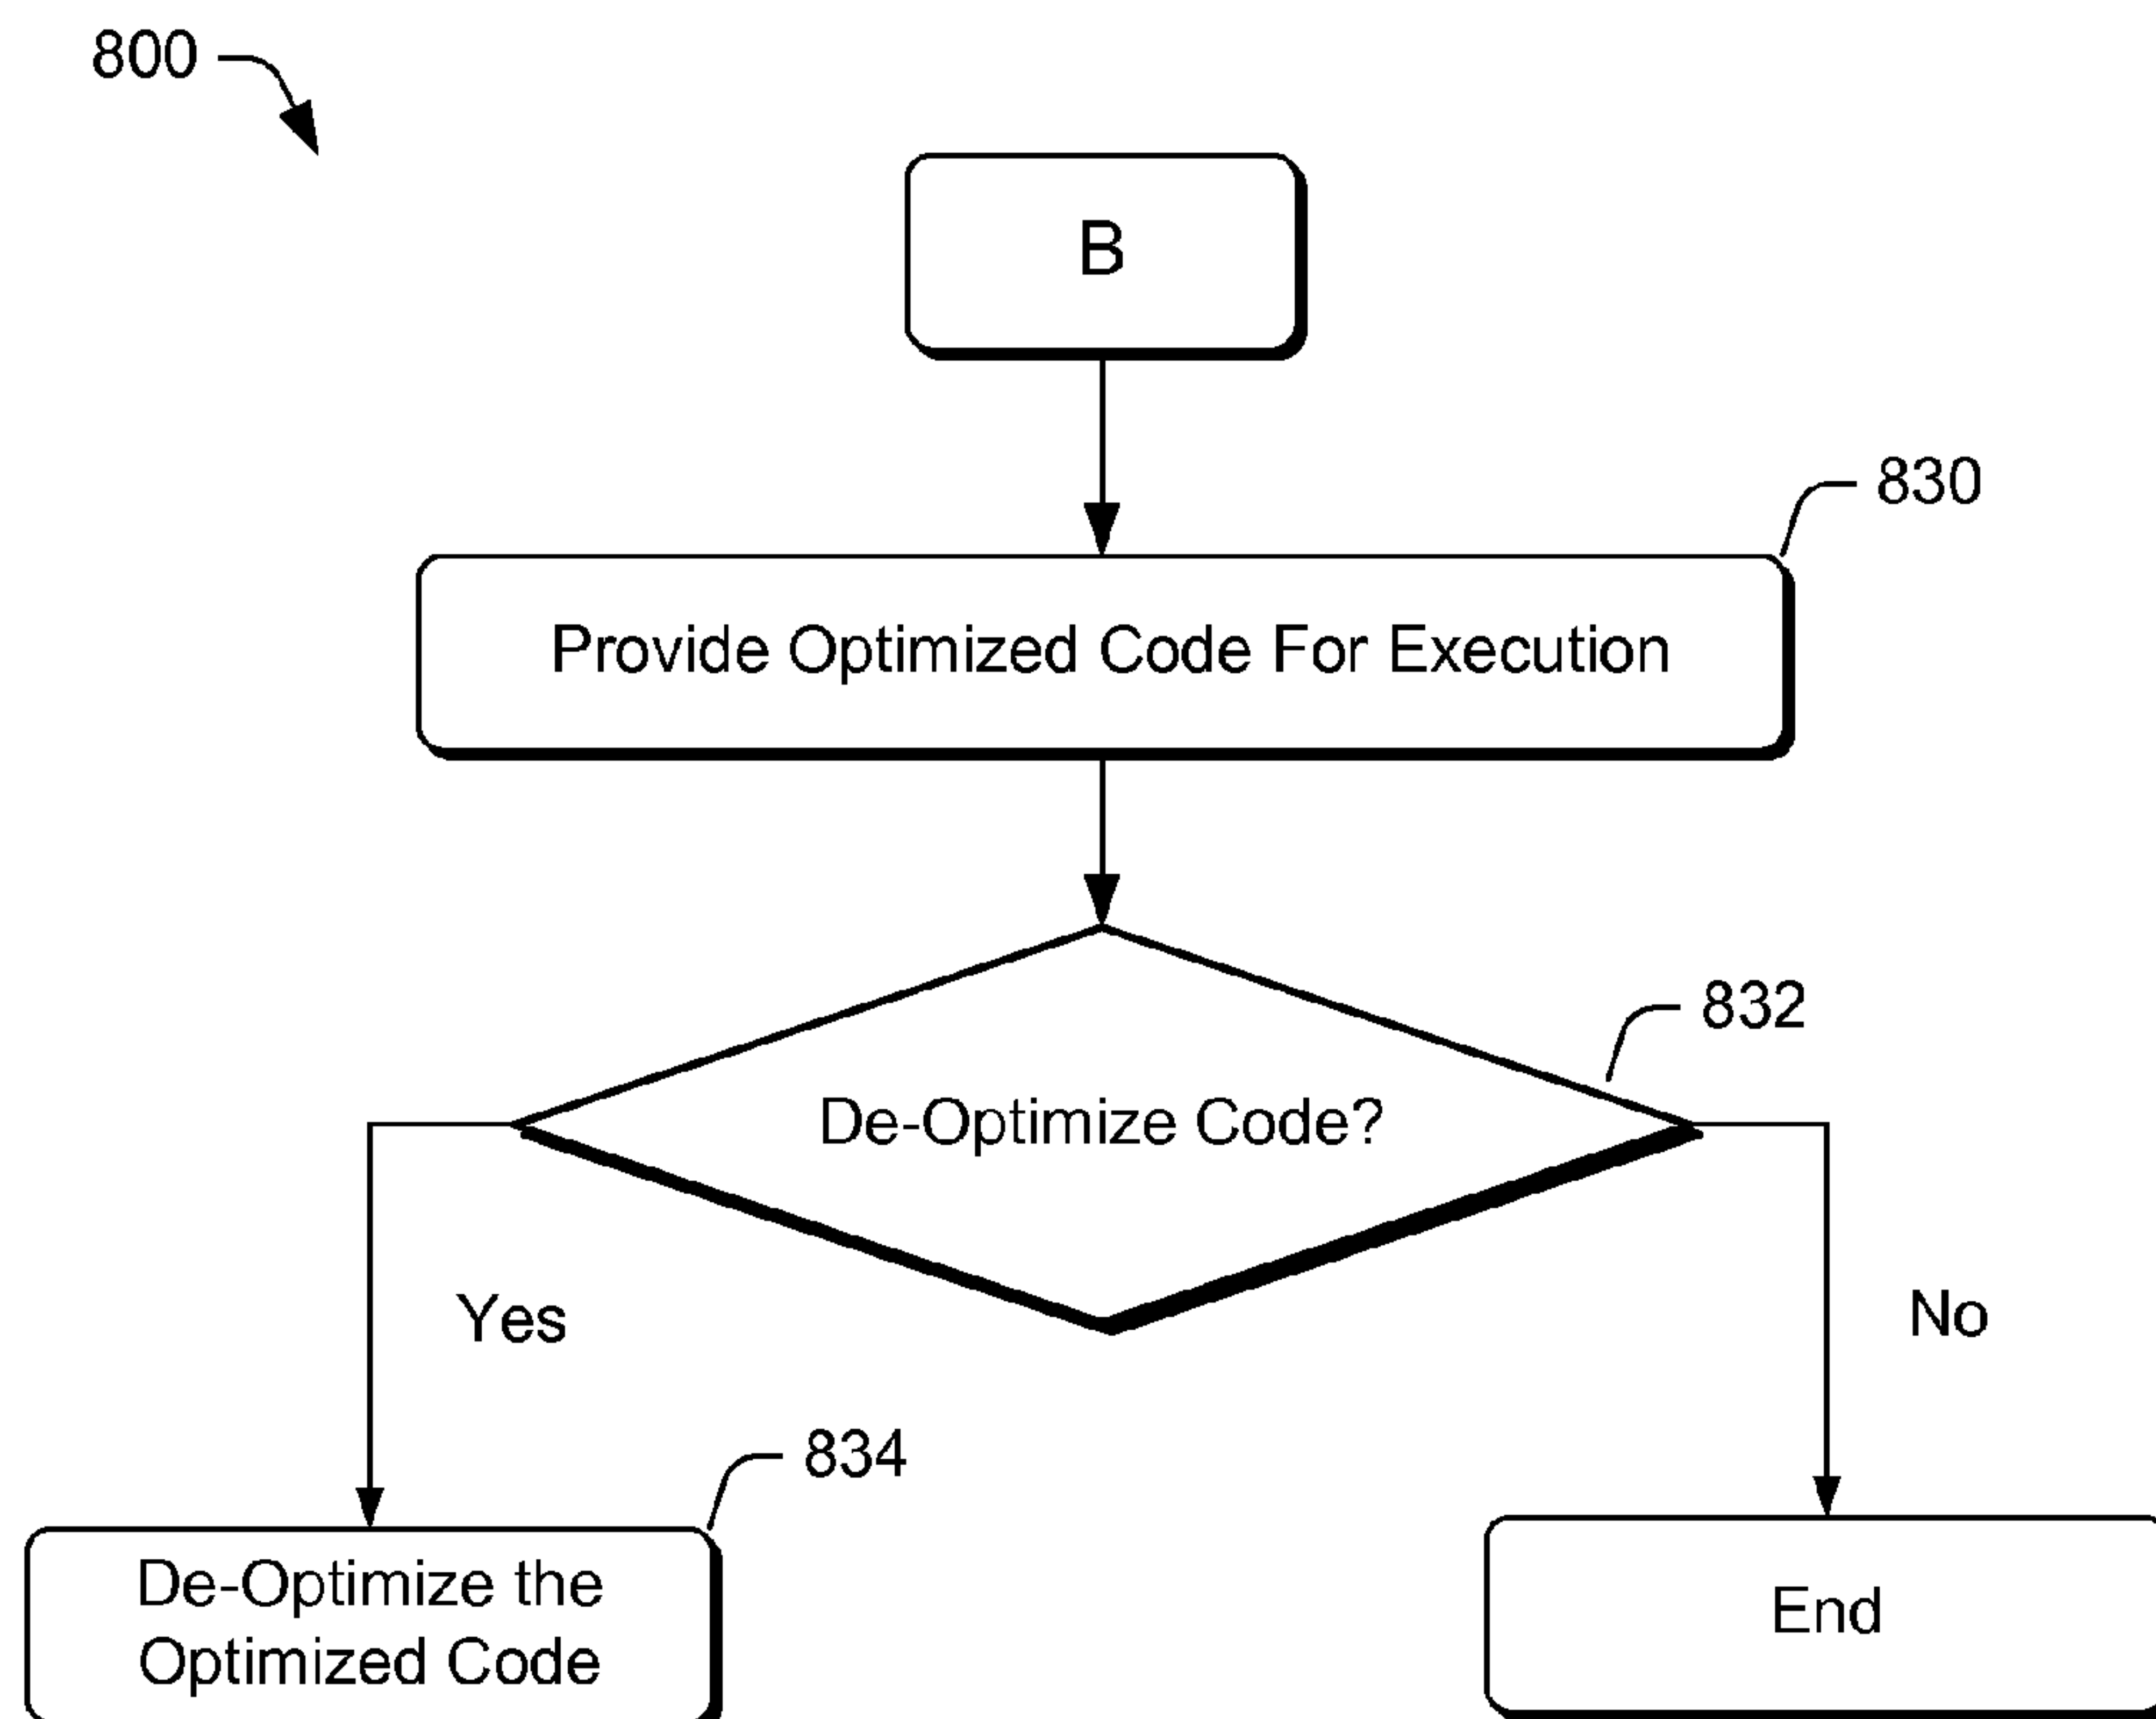 800
B
830
Provide Optimized Code For Execution
832
De-Optimize Code?
Yes
No
834
De-Optimize the
Optimized Code
End